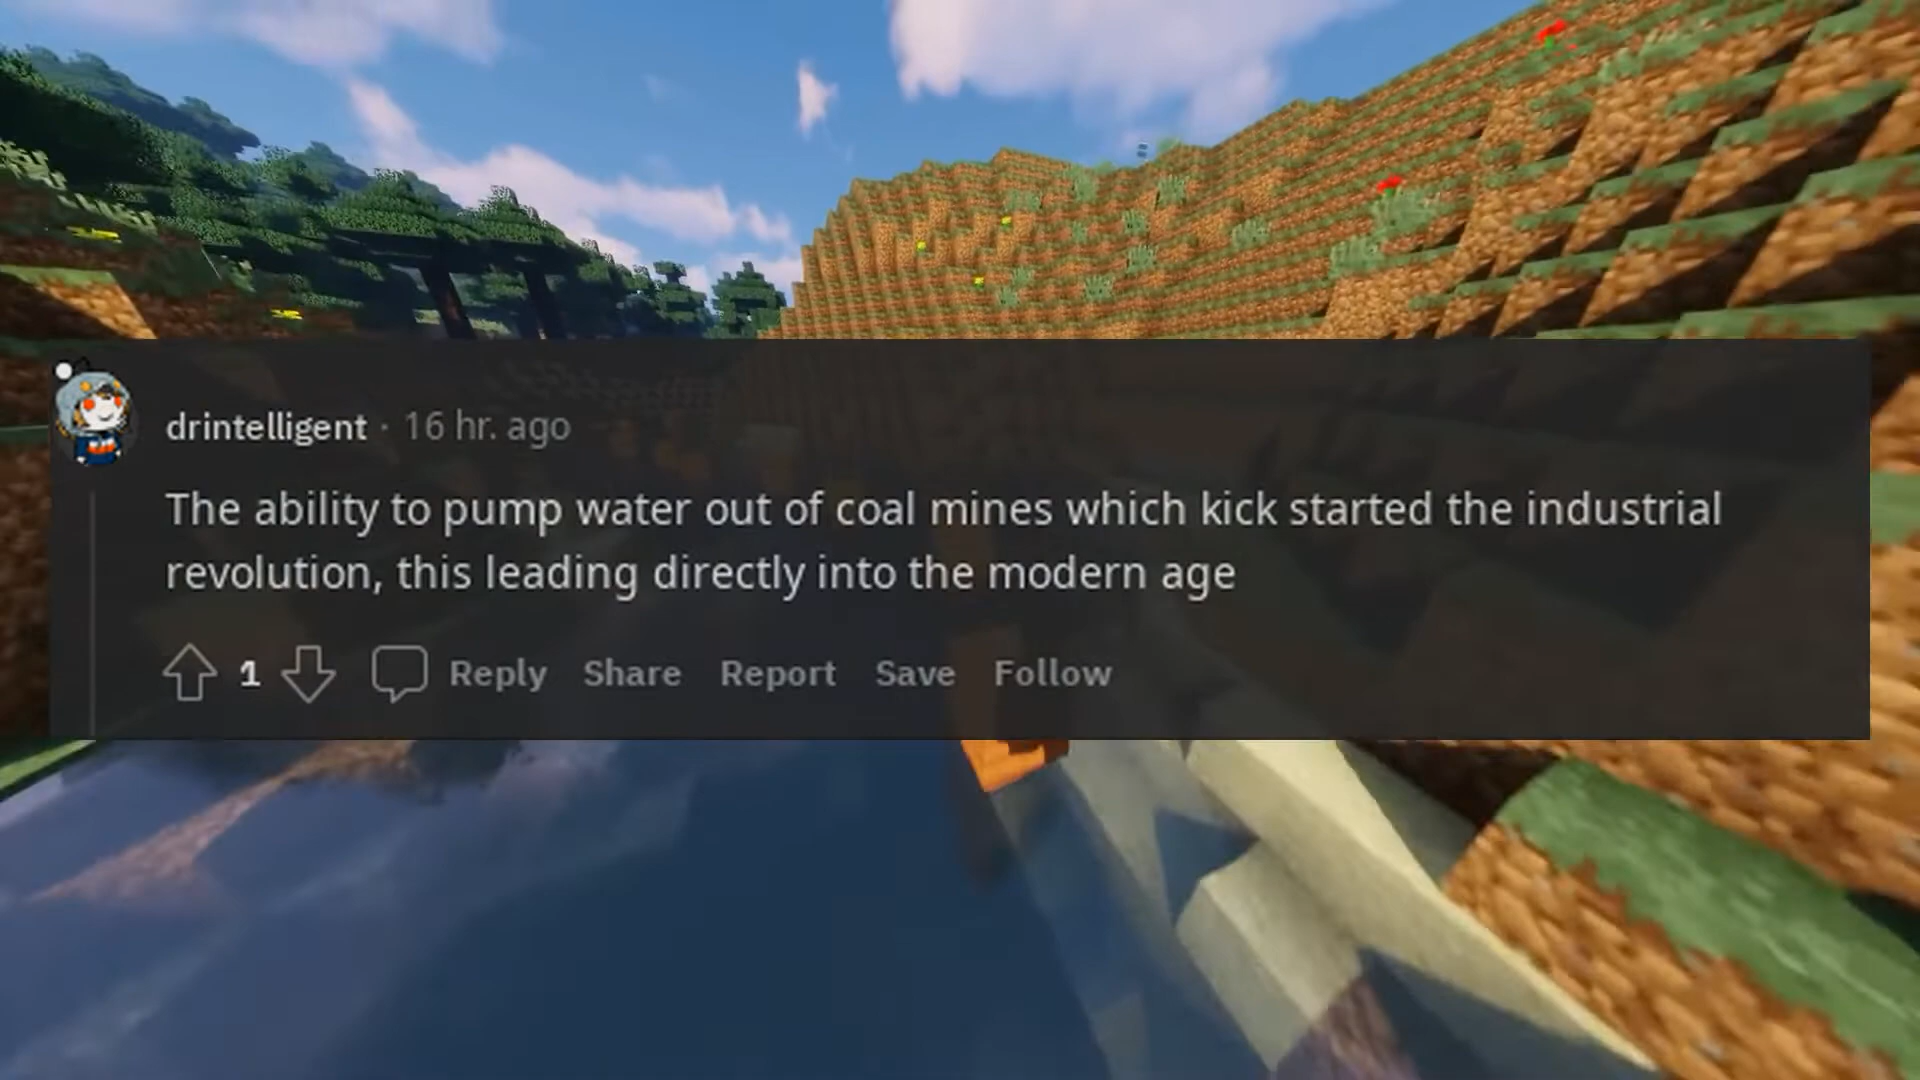 drintelligent · 16 hr. ago
The ability to pump water out of coal mines which kick started the industrial
revolution, this leading directly into the modern age
1 Reply Share Report Save Follow